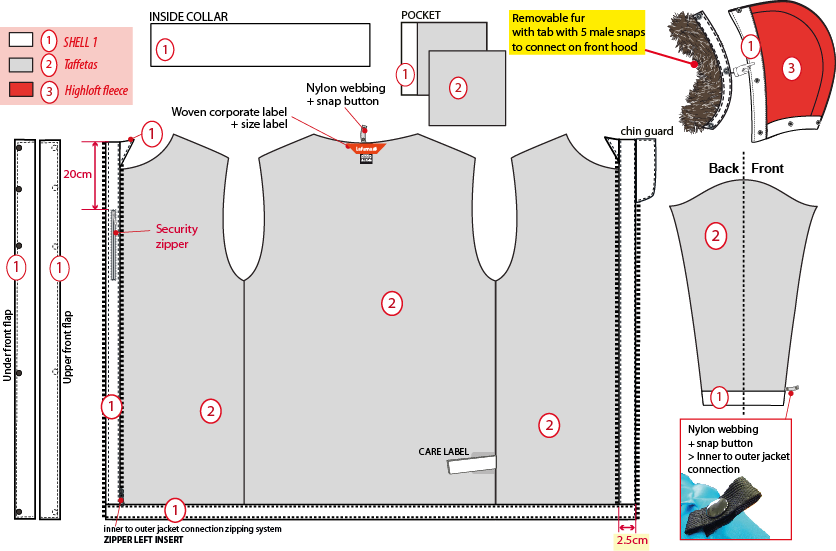 INSIDE COLLAR
1
POCKET
1
2
Removable fur
with tab with 5 male snaps
to connect on front hood
1
3
1 SHELL 1
2 Taffetas
3 Highloft fleece
Nylon webbing
+ snap button
Woven corporate label
+ size label
Lafuma
1
chin guard
20cm
Security
zipper
Back Front
2
1
1
Under front flap
Upper front flap
2
2
2
1
1
CARE LABEL
1
Nylon webbing
+ snap button
> Inner to outer jacket
connection
1
inner to outer jacket connection zipping system
ZIPPER LEFT INSERT
2.5cm